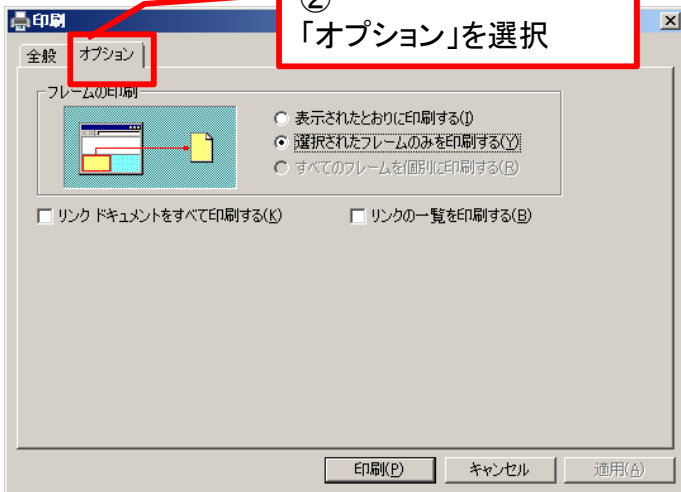 ②
印刷
「オプション」を選択
全般 オプション
フレームの印刷
表示されたとおりに印刷する(I)
選択されたフレームのみを印刷する(Y)
すべてのフレームを個別に印刷する(R)
リンク ドキュメントをすべて印刷する(K) リンクの一覧を印刷する(B)
印刷(P) キャンセル 適用(A)